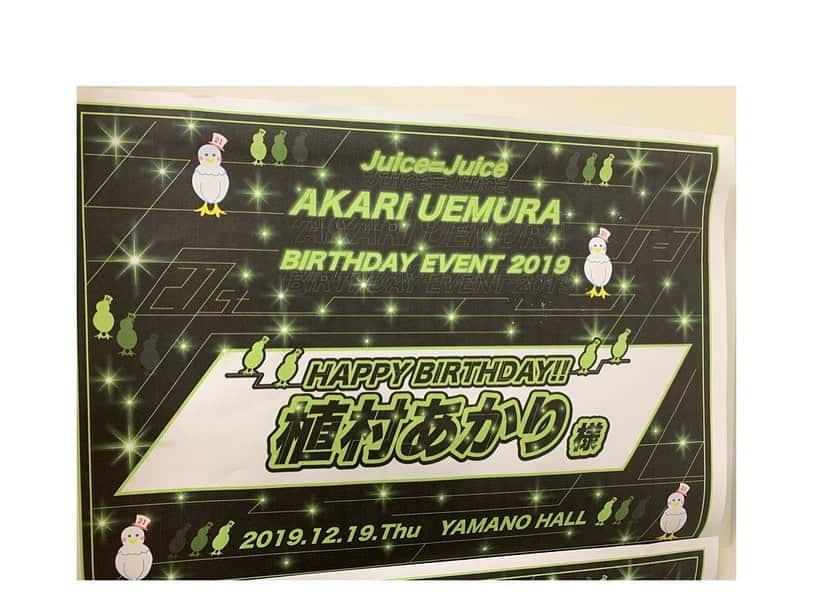 Juice=Juice
AKARI UEMURA
BIRTHDAY EVENT 2019
21st
J=J
HAPPY BIRTHDAY!!
植村あかり様
2019.12.19.Thu YAMANO HALL